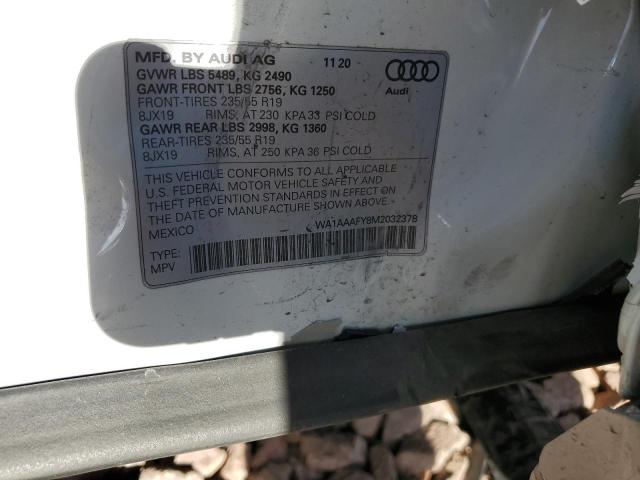 MFD. BY AUDI AG 11 20
GVWR LBS 5489, KG 2490
GAWR FRONT LBS 2756, KG 1250
Audi
FRONT-TIRES 235/55 R19
8JX19 RIMS, AT 230 KPA 33 PSI COLD
GAWR REAR LBS 2998, KG 1360
REAR-TIRES 235/55 R19
8JX19 RIMS, AT 250 KPA 36 PSI COLD
THIS VEHICLE CONFORMS TO ALL APPLICABLE
U.S. FEDERAL MOTOR VEHICLE SAFETY AND
THEFT PREVENTION STANDARDS IN EFFECT ON
THE DATE OF MANUFACTURE SHOWN ABOVE.
MEXICO WA1AAAFY8M2032378
TYPE:
MPV